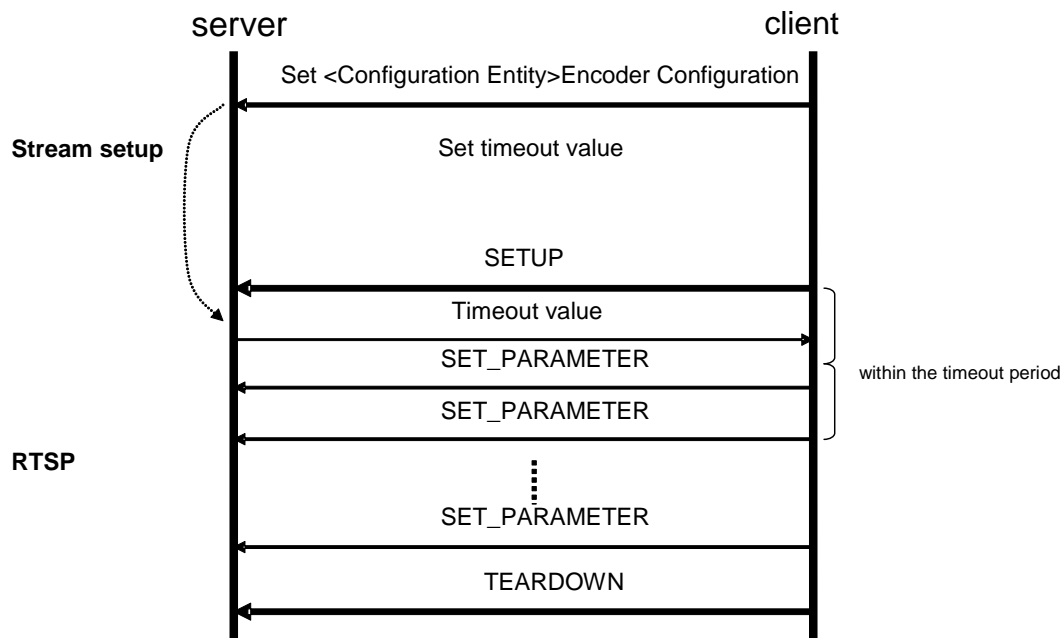 server
client
Set <Configuration Entity>Encoder Configuration
Stream setup
Set timeout value
SETUP
Timeout value
SET_PARAMETER
within the timeout period
SET_PARAMETER
RTSP
SET_PARAMETER
TEARDOWN